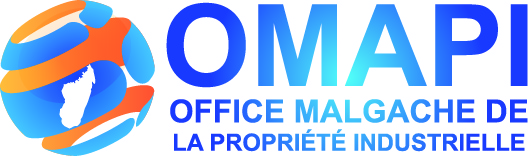 OMAPI
OFFICE MALGACHE DE
LA PROPRIÉTÉ INDUSTRIELLE